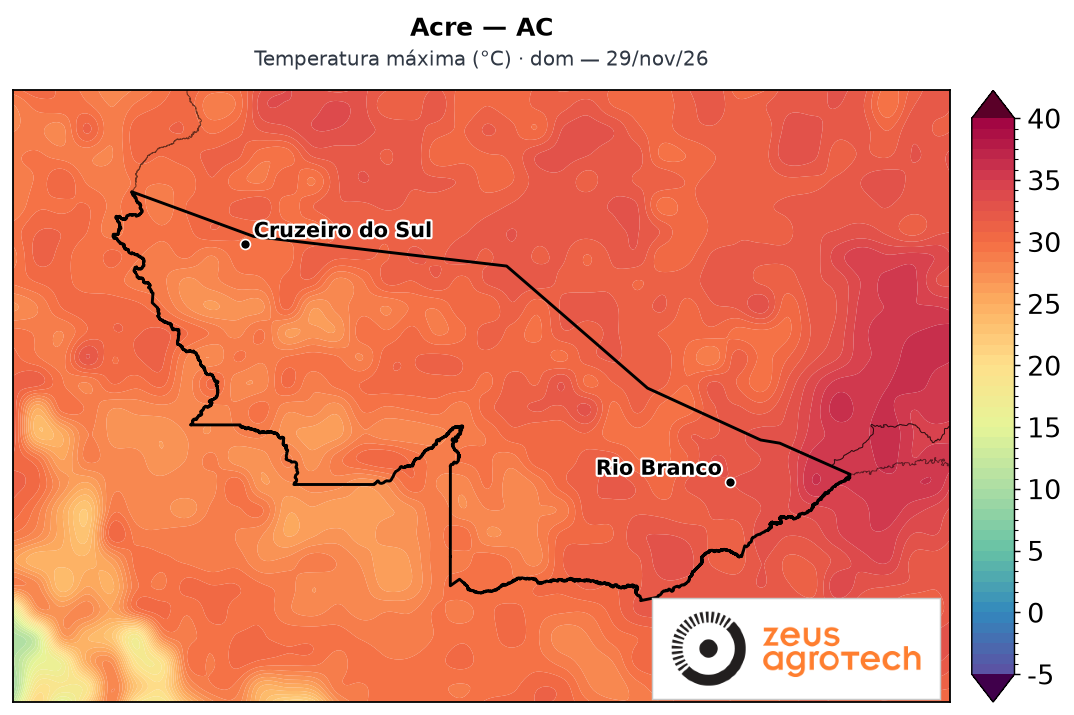 Acre — AC
Temperatura máxima (°C) · dom — 29/nov/26
Cruzeiro do Sul
Rio Branco
40
35
30
25
20
15
10
5
0
-5
zeus
agrotech